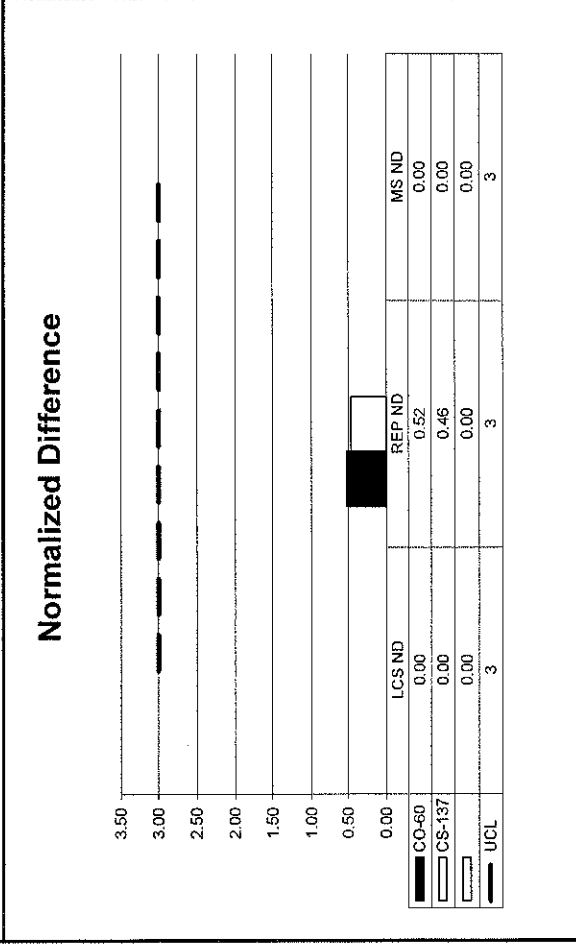 Normalized Difference
3.50
3.00
2.50
2.00
1.50
1.00
0.50
0.00
LCS ND REP ND MS ND
CO-60 0.00 0.52 0.00
CS-137 0.00 0.46 0.00
0.00 0.00 0.00
UCL 3 3 3